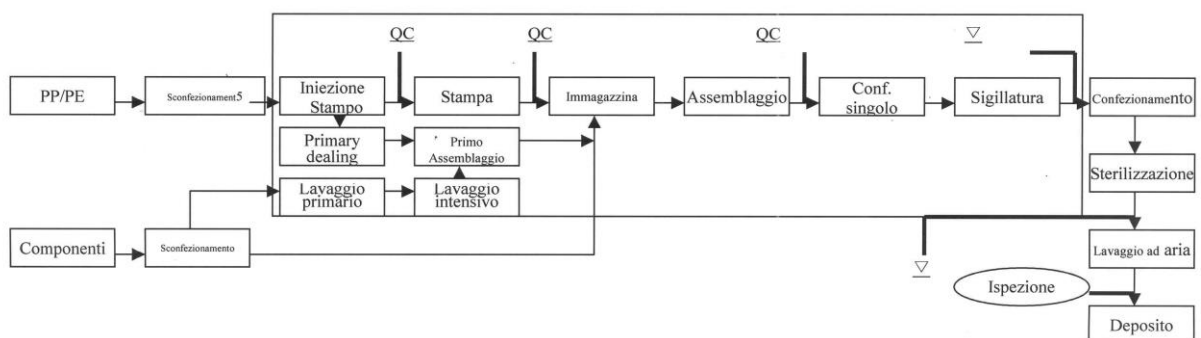 QC
QC
QC
▽
PP/PE
Sconfezionament5
Iniezione
Stampo
Stampa
Immagazzina
Assemblaggio
Conf.
singolo
Sigillatura
Confezionamento
Primary
dealing
Primo
Assemblaggio
Sterilizzazione
Lavaggio
primario
Lavaggio
intensivo
Componenti
Sconfezionamento
Lavaggio ad aria
▽
Ispezione
Deposito